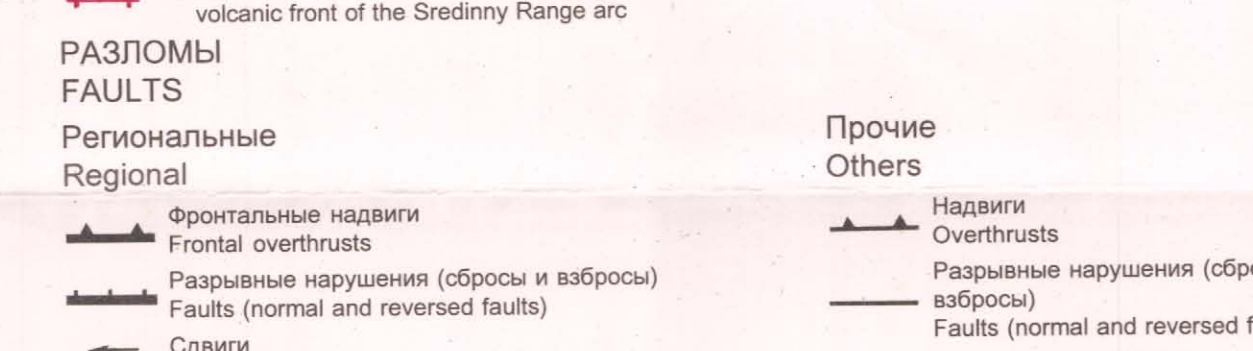 volcanic front of the Sredinny Range arc
РАЗЛОМЫ
FAULTS
Региональные
Regional
Фронтальные надвиги
Frontal overthrusts
Разрывные нарушения (сбросы и взбросы)
Faults (normal and reversed faults)
Сдвиги
Прочие
Others
Надвиги
Overthrusts
Разрывные нарушения (сбро
взбросы)
Faults (normal and reversed f